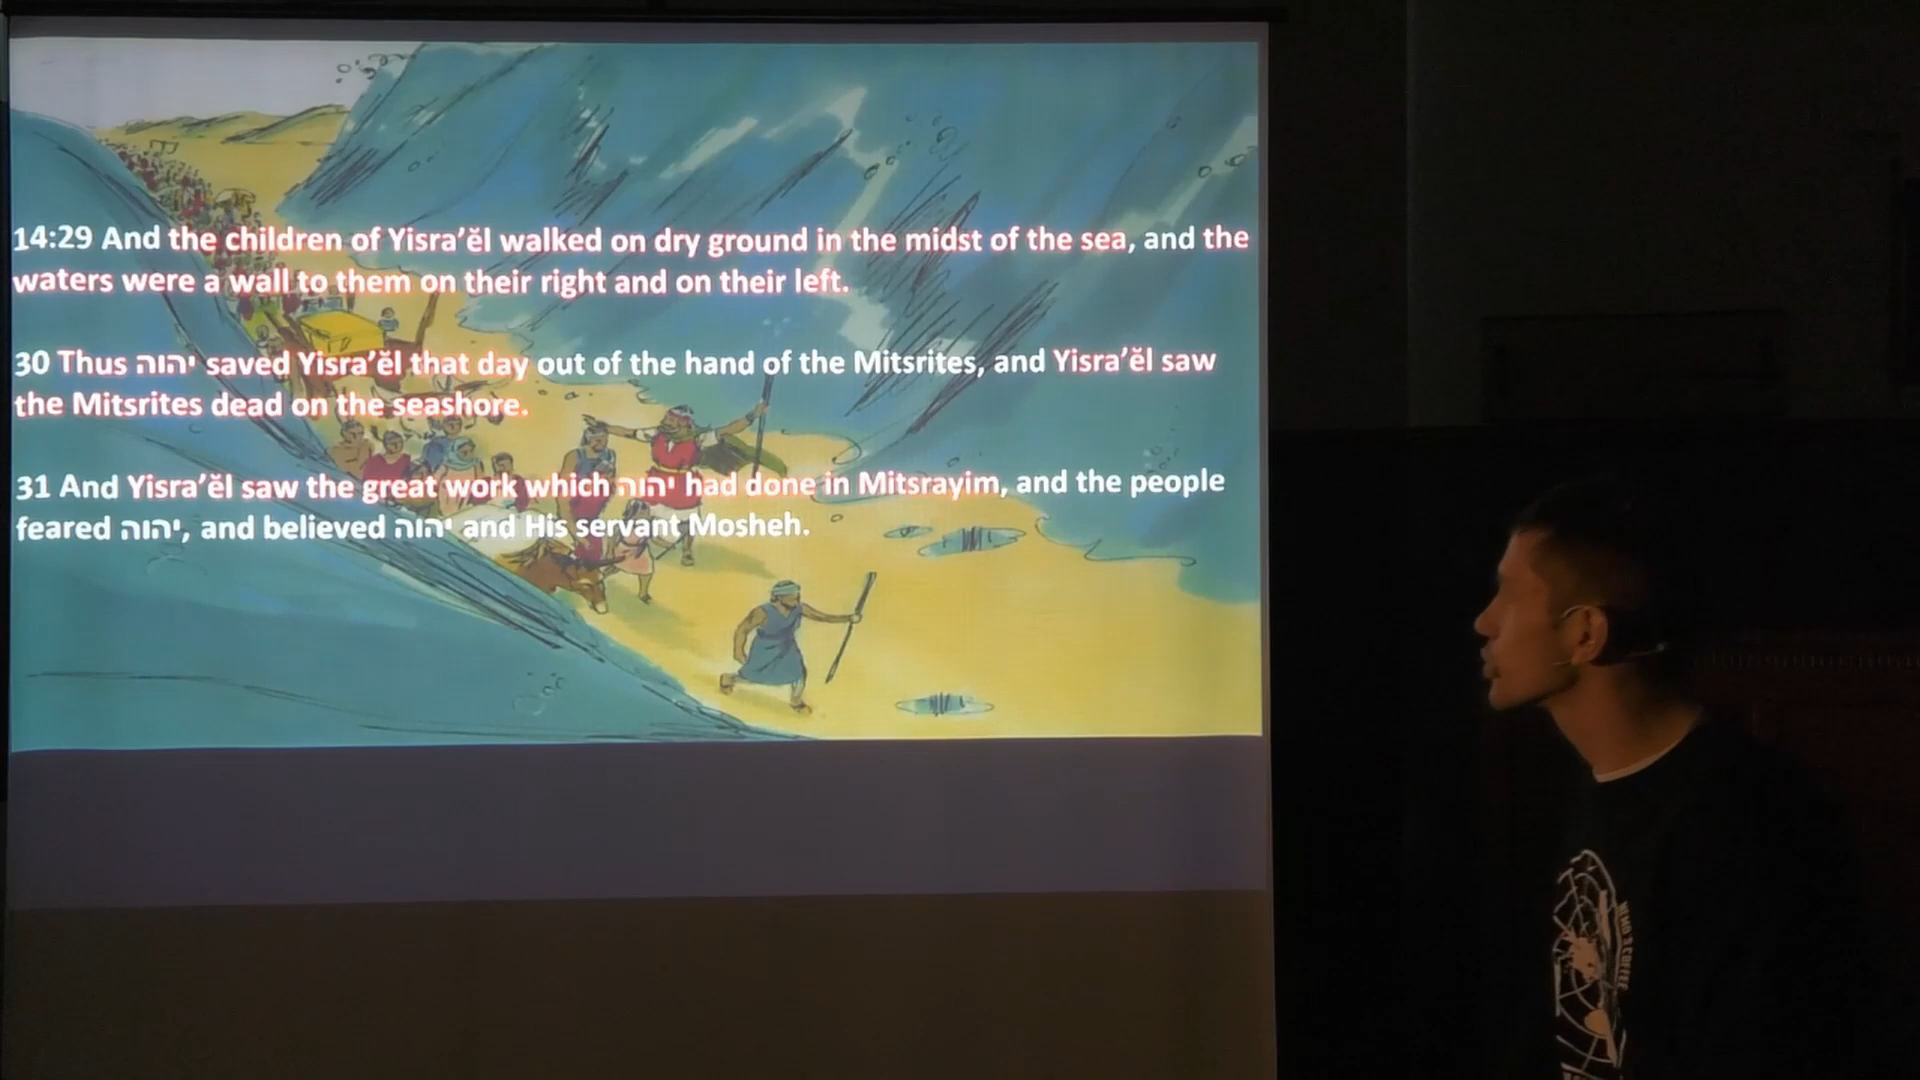 14:29 And the children of Yisra’ĕl walked on dry ground in the midst of the sea, and the
waters were a wall to them on their right and on their left.
30 Thus יהוה saved Yisra’ĕl that day out of the hand of the Mitsrites, and Yisra’ĕl saw
the Mitsrites dead on the seashore.
31 And Yisra’ĕl saw the great work which יהוה had done in Mitsrayim, and the people
feared יהוה, and believed יהוה and His servant Mosheh.